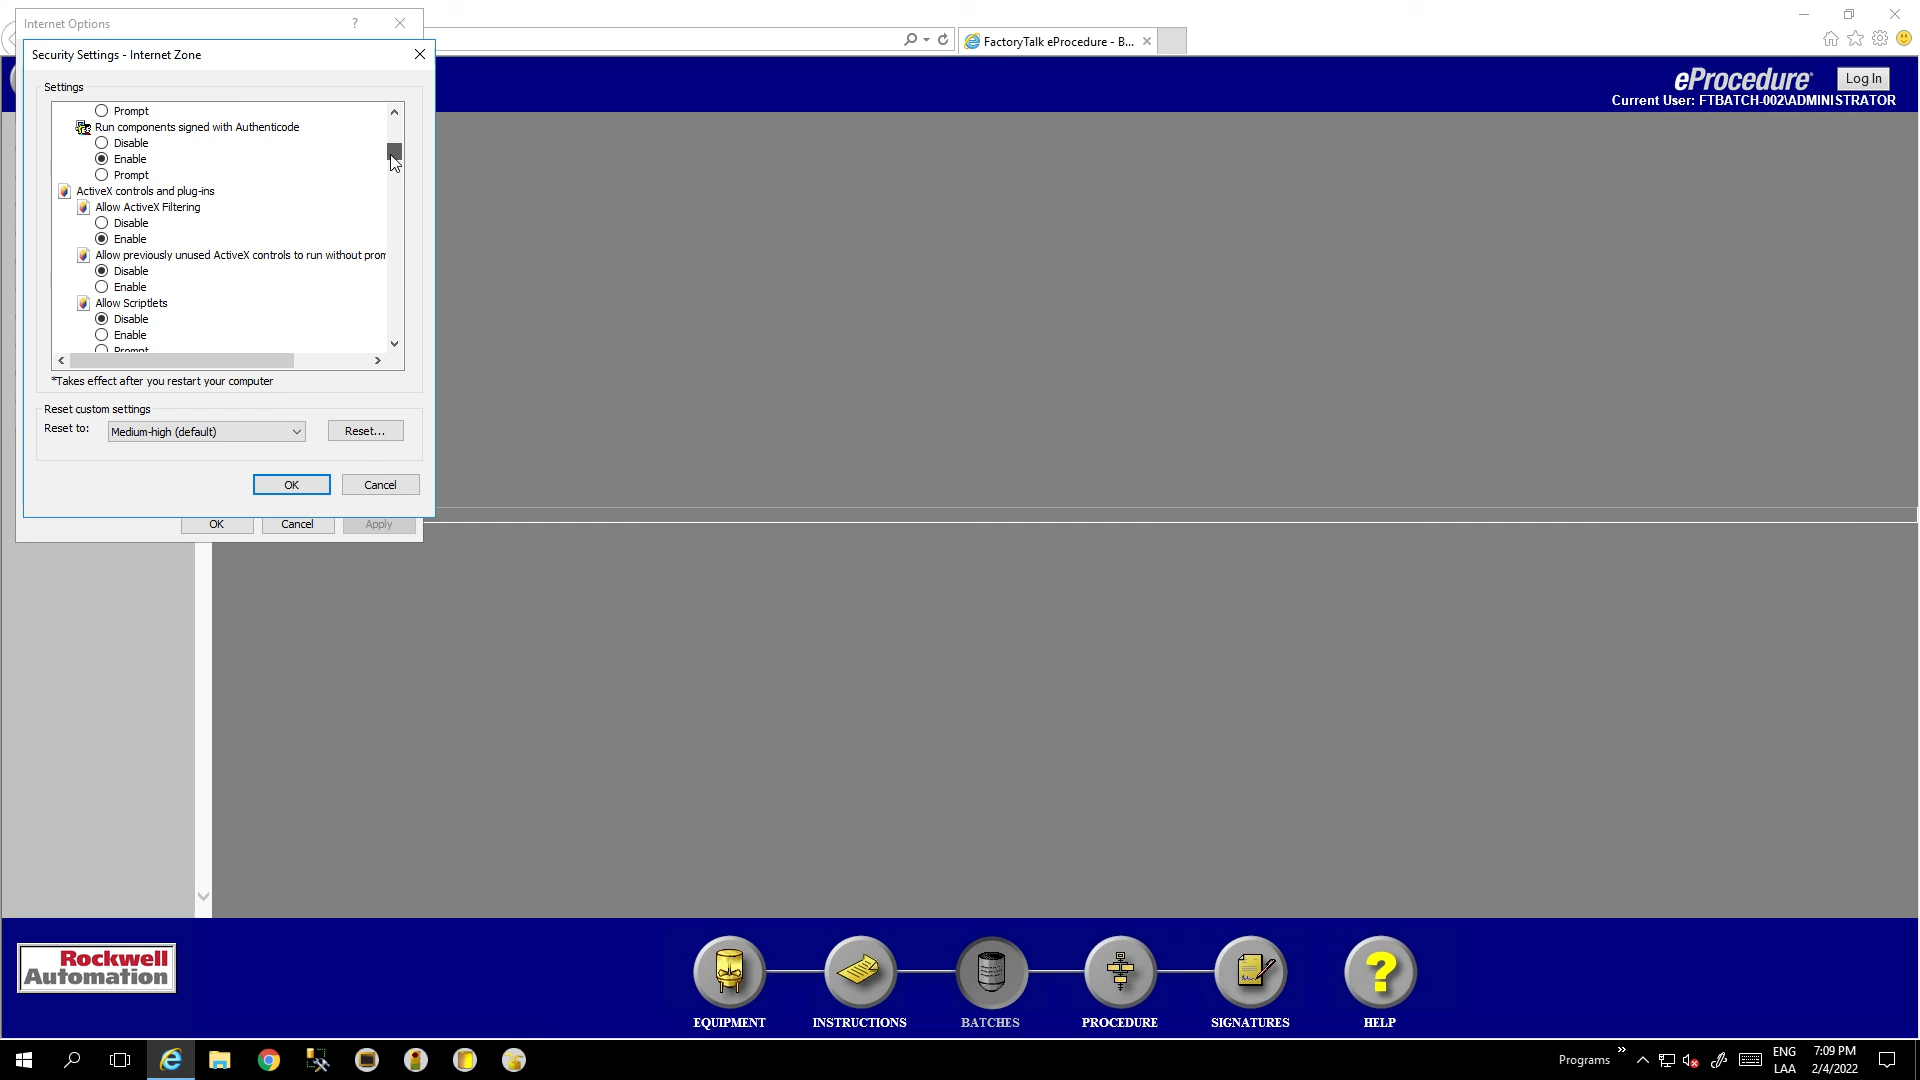 Internet Options
?
FactoryTalk eProcedure - B...
Security Settings - Internet Zone
eProcedure
Log In
Current User: FTBATCH-002\ADMINISTRATOR
Settings
Prompt
Run components signed with Authenticode
Disable
Enable
Prompt
ActiveX controls and plug-ins
Allow ActiveX Filtering
Disable
Enable
Allow previously unused ActiveX controls to run without prom
Disable
Enable
Allow Scriptlets
Disable
Enable
Prompt
*Takes effect after you restart your computer
Reset custom settings
Reset to:
Medium-high (default)
Reset...
OK
Cancel
OK
Cancel
Apply
Rockwell
Automation
?
EQUIPMENT
INSTRUCTIONS
BATCHES
PROCEDURE
SIGNATURES
HELP
Programs
ENG
LAA
7:09 PM
2/4/2022